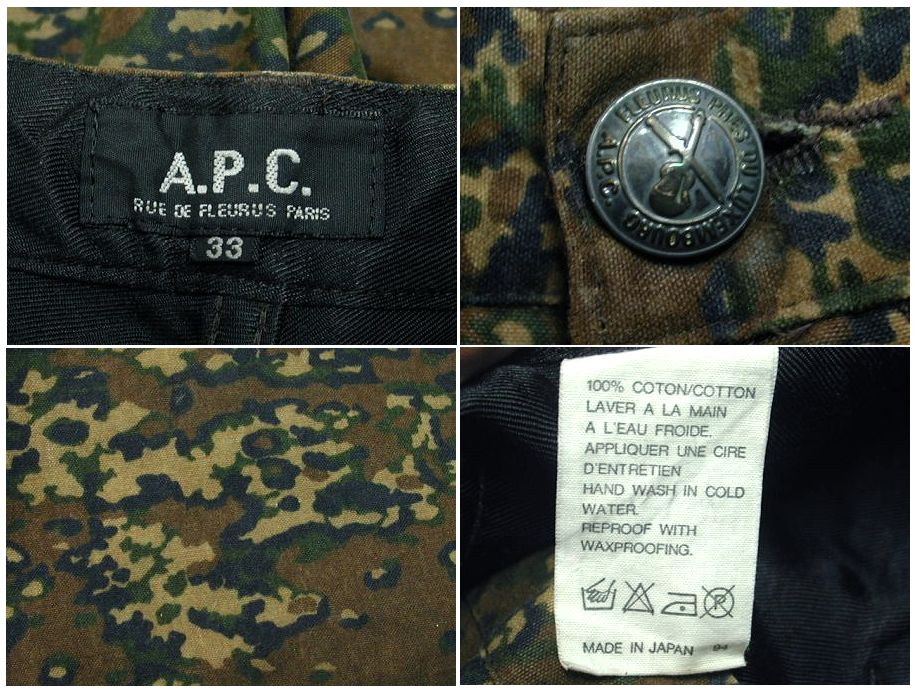 A.P.C.
RUE DE FLEURUS PARIS
33
A.P.C. FLEURUS PRES DU LUXEMBOURG
100% COTON/COTTON
LAVER A LA MAIN
A L'EAU FROIDE.
APPLIQUER UNE CIRE
D'ENTRETIEN
HAND WASH IN COLD
WATER.
REPROOF WITH
WAXPROOFING.
MADE IN JAPAN